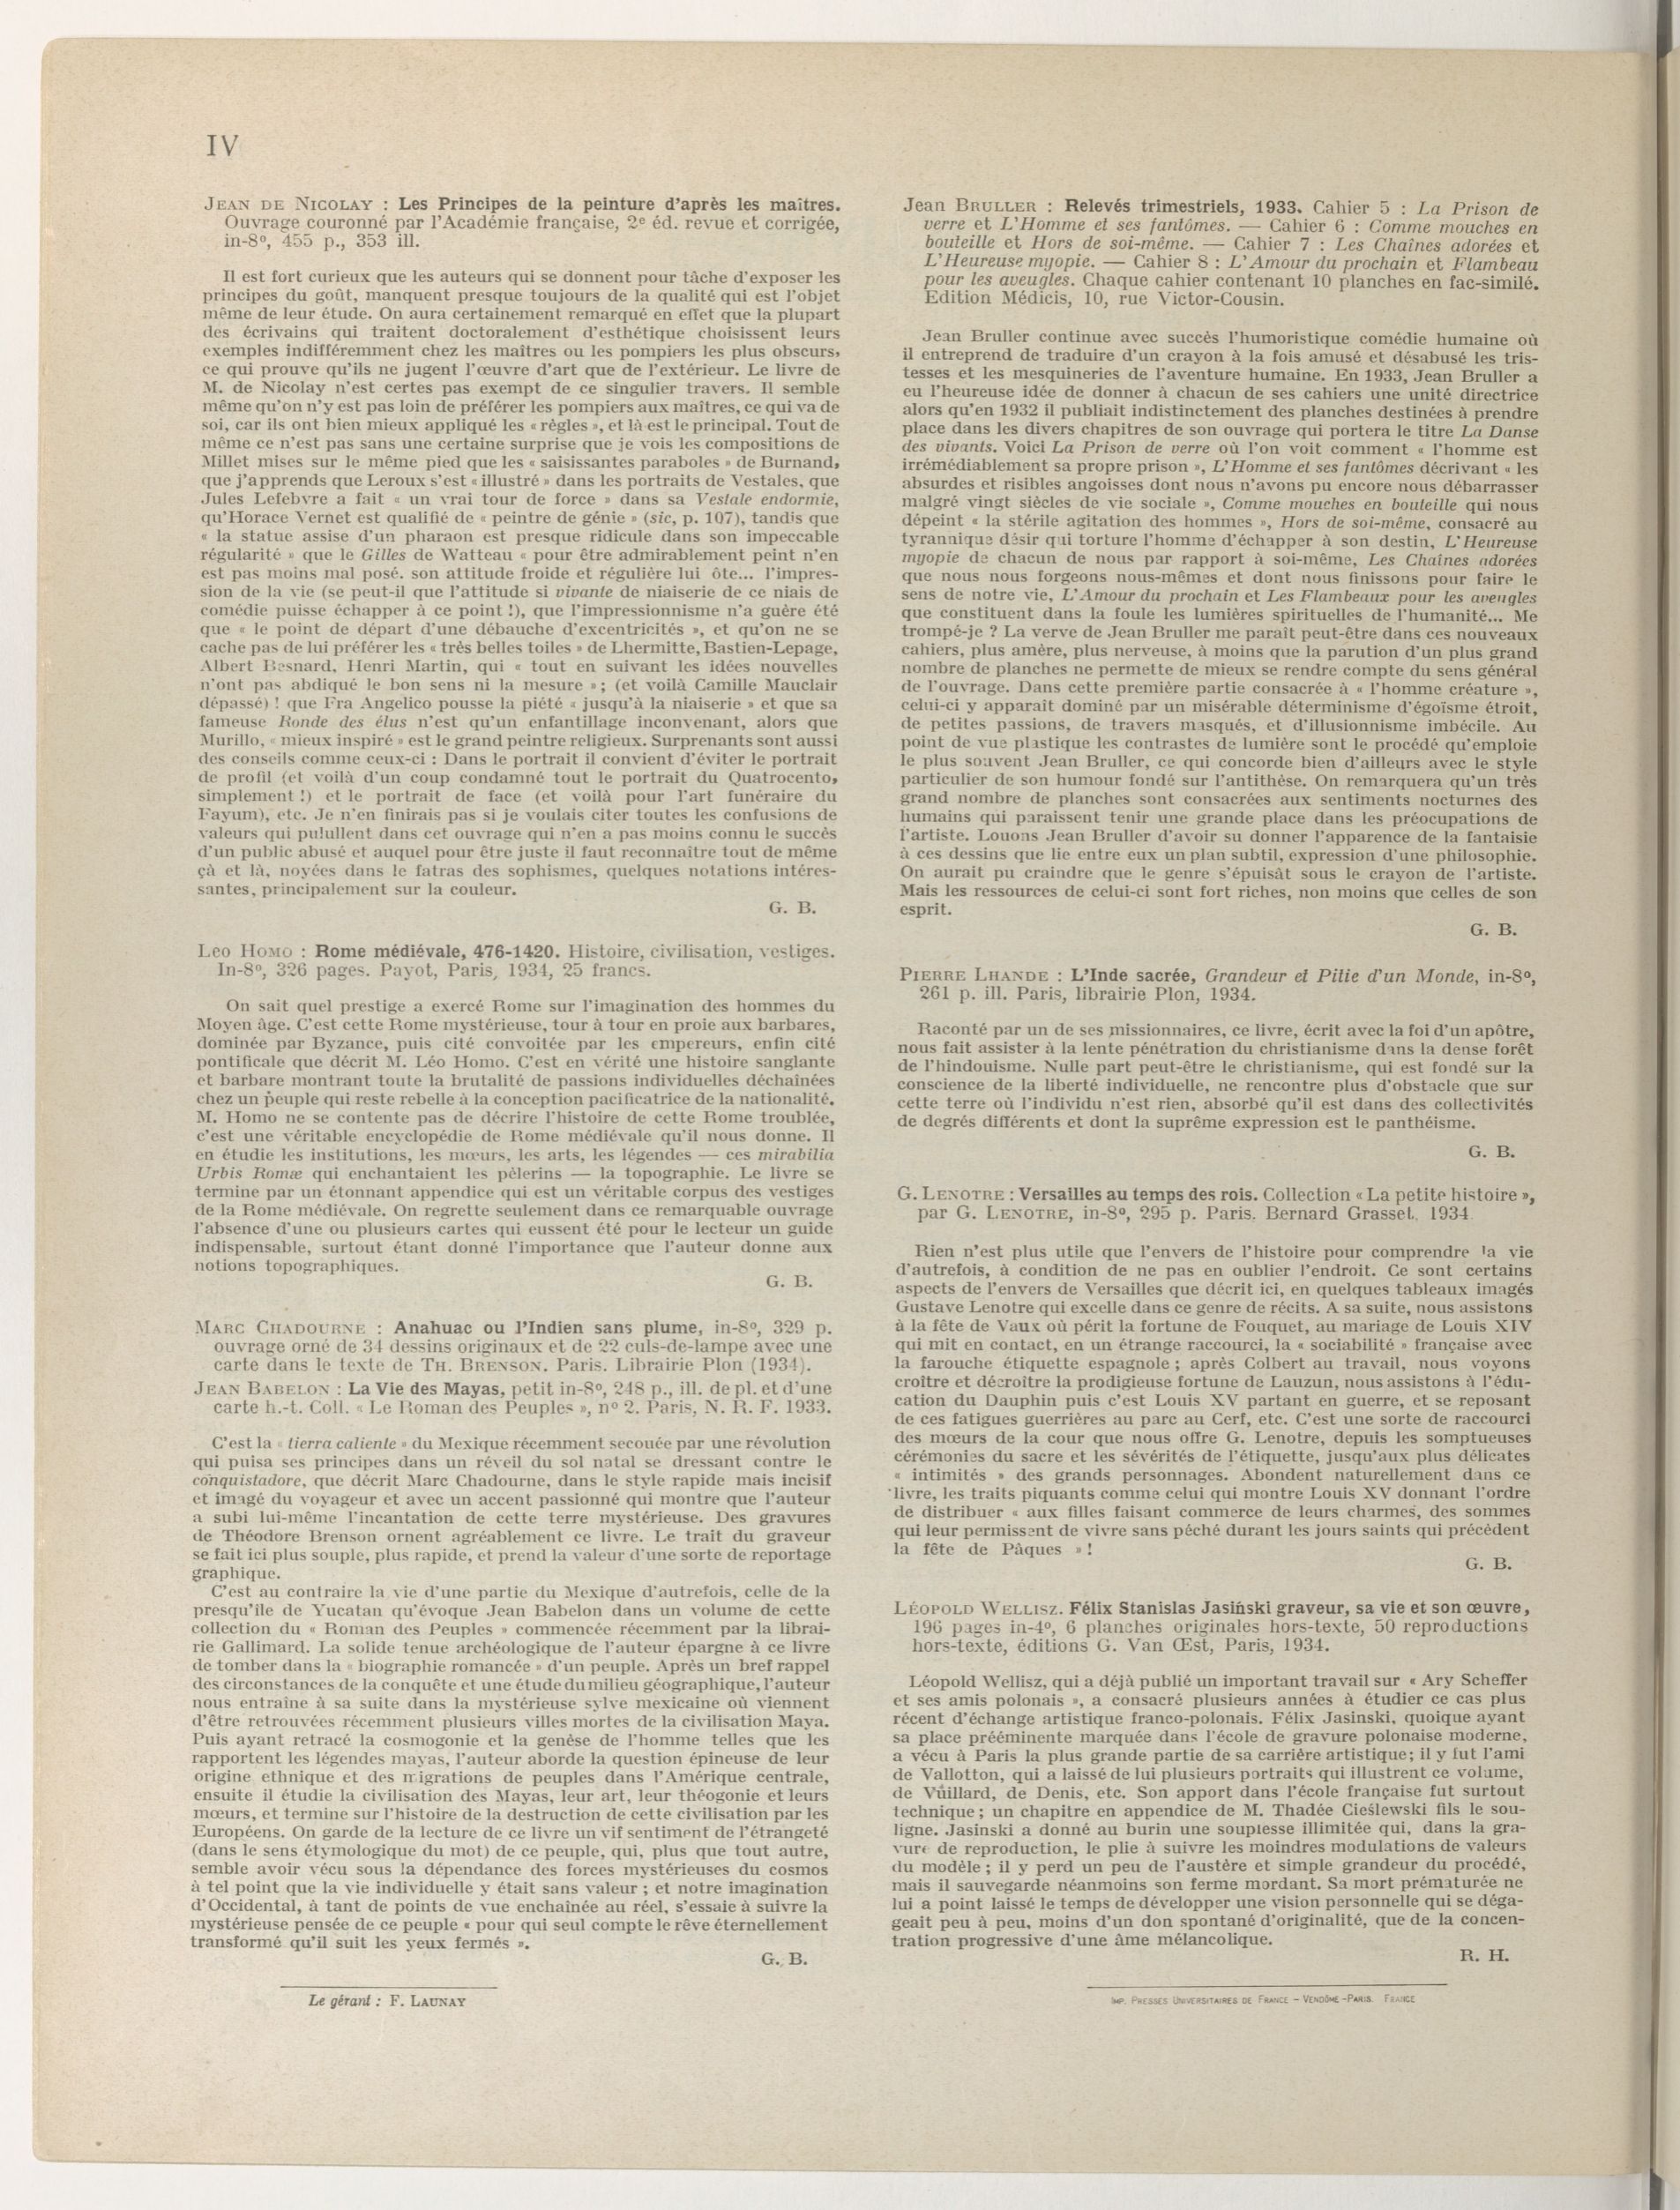 IV
JEAN DE NICOLAY : Les Principes de la peinture d'après les maîtres.
Ouvrage couronné par l'Académie française, 2e éd. revue et corrigée,
in-8º, 455 p., 353 ill.
Il est fort curieux que les auteurs qui se donnent pour tâche d'exposer les
principes du goût, manquent presque toujours de la qualité qui est l'objet
même de leur étude. On aura certainement remarqué en effet que la plupart
des écrivains qui traitent doctoralement d'esthétique choisissent leurs
exemples indifféremment chez les maîtres ou les pompiers les plus obscurs,
ce qui prouve qu'ils ne jugent l'œuvre d'art que de l'extérieur. Le livre de
M. de Nicolay n'est certes pas exempt de ce singulier travers. Il semble
même qu'on n'y est pas loin de préférer les pompiers aux maîtres, ce qui va de
soi, car ils ont bien mieux appliqué les « règles », et là est le principal. Tout de
même ce n'est pas sans une certaine surprise que je vois les compositions de
Millet mises sur le même pied que les « saisissantes paraboles » de Burnand,
que j'apprends que Leroux s'est « illustré » dans les portraits de Vestales, que
Jules Lefebvre a fait « un vrai tour de force » dans sa Vestale endormie,
qu'Horace Vernet est qualifié de « peintre de génie » (sic, p. 107), tandis que
« la statue assise d'un pharaon est presque ridicule dans son impeccable
régularité » que le Gilles de Watteau « pour être admirablement peint n'en
est pas moins mal posé. son attitude froide et régulière lui ôte... l'impres-
sion de la vie (se peut-il que l'attitude si vivante de niaiserie de ce niais de
comédie puisse échapper à ce point !), que l'impressionnisme n'a guère été
que « le point de départ d'une débauche d'excentricités », et qu'on ne se
cache pas de lui préférer les « très belles toiles » de Lhermitte, Bastien-Lepage,
Albert Besnard, Henri Martin, qui « tout en suivant les idées nouvelles
n'ont pas abdiqué le bon sens ni la mesure » ; (et voilà Camille Mauclair
dépassé) ! que Fra Angelico pousse la piété « jusqu'à la niaiserie » et que sa
fameuse Ronde des élus n'est qu'un enfantillage inconvenant, alors que
Murillo, « mieux inspiré » est le grand peintre religieux. Surprenants sont aussi
des conseils comme ceux-ci : Dans le portrait il convient d'éviter le portrait
de profil (et voilà d'un coup condamné tout le portrait du Quatrocento,
simplement !) et le portrait de face (et voilà pour l'art funéraire du
Fayum), etc. Je n'en finirais pas si je voulais citer toutes les confusions de
valeurs qui pulullent dans cet ouvrage qui n'en a pas moins connu le succès
d'un public abusé et auquel pour être juste il faut reconnaître tout de même
çà et là, noyées dans le fatras des sophismes, quelques notations intéres-
santes, principalement sur la couleur.
G. B.
LEO HOMO : Rome médiévale, 476-1420. Histoire, civilisation, vestiges.
In-8º, 326 pages. Payot, Paris, 1934, 25 francs.
On sait quel prestige a exercé Rome sur l'imagination des hommes du
Moyen âge. C'est cette Rome mystérieuse, tour à tour en proie aux barbares,
dominée par Byzance, puis cité convoitée par les empereurs, enfin cité
pontificale que décrit M. Léo Homo. C'est en vérité une histoire sanglante
et barbare montrant toute la brutalité de passions individuelles déchaînées
chez un peuple qui reste rebelle à la conception pacificatrice de la nationalité.
M. Homo ne se contente pas de décrire l'histoire de cette Rome troublée,
c'est une véritable encyclopédie de Rome médiévale qu'il nous donne. Il
en étudie les institutions, les mœurs, les arts, les légendes — ces mirabilia
Urbis Romæ qui enchantaient les pèlerins — la topographie. Le livre se
termine par un étonnant appendice qui est un véritable corpus des vestiges
de la Rome médiévale. On regrette seulement dans ce remarquable ouvrage
l'absence d'une ou plusieurs cartes qui eussent été pour le lecteur un guide
indispensable, surtout étant donné l'importance que l'auteur donne aux
notions topographiques.
G. B.
MARC CHADOURNE : Anahuac ou l'Indien sans plume, in-8º, 329 p.
ouvrage orné de 34 dessins originaux et de 22 culs-de-lampe avec une
carte dans le texte de TH. BRENSON. Paris. Librairie Plon (1934).
JEAN BABELON : La Vie des Mayas, petit in-8º, 248 p., ill. de pl. et d'une
carte h.-t. Coll. « Le Roman des Peuples », nº 2. Paris, N. R. F. 1933.
C'est la « tierra caliente » du Mexique récemment secouée par une révolution
qui puisa ses principes dans un réveil du sol natal se dressant contre le
conquistadore, que décrit Marc Chadourne, dans le style rapide mais incisif
et imagé du voyageur et avec un accent passionné qui montre que l'auteur
a subi lui-même l'incantation de cette terre mystérieuse. Des gravures
de Théodore Brenson ornent agréablement ce livre. Le trait du graveur
se fait ici plus souple, plus rapide, et prend la valeur d'une sorte de reportage
graphique.
C'est au contraire la vie d'une partie du Mexique d'autrefois, celle de la
presqu'île de Yucatan qu'évoque Jean Babelon dans un volume de cette
collection du « Roman des Peuples » commencée récemment par la librai-
rie Gallimard. La solide tenue archéologique de l'auteur épargne à ce livre
de tomber dans la « biographie romancée » d'un peuple. Après un bref rappel
des circonstances de la conquête et une étude du milieu géographique, l'auteur
nous entraîne à sa suite dans la mystérieuse sylve mexicaine où viennent
d'être retrouvées récemment plusieurs villes mortes de la civilisation Maya.
Puis ayant retracé la cosmogonie et la genèse de l'homme telles que les
rapportent les légendes mayas, l'auteur aborde la question épineuse de leur
origine ethnique et des migrations de peuples dans l'Amérique centrale,
ensuite il étudie la civilisation des Mayas, leur art, leur théogonie et leurs
mœurs, et termine sur l'histoire de la destruction de cette civilisation par les
Européens. On garde de la lecture de ce livre un vif sentiment de l'étrangeté
(dans le sens étymologique du mot) de ce peuple, qui, plus que tout autre,
semble avoir vécu sous la dépendance des forces mystérieuses du cosmos
à tel point que la vie individuelle y était sans valeur ; et notre imagination
d'Occidental, à tant de points de vue enchaînée au réel, s'essaie à suivre la
mystérieuse pensée de ce peuple « pour qui seul compte le rêve éternellement
transformé qu'il suit les yeux fermés ».
G. B.
Le gérant : F. LAUNAY
Jean BRULLER : Relevés trimestriels, 1933. Cahier 5 : La Prison de
verre et L'Homme et ses fantômes. — Cahier 6 : Comme mouches en
bouteille et Hors de soi-même. — Cahier 7 : Les Chaînes adorées et
L'Heureuse myopie. — Cahier 8 : L'Amour du prochain et Flambeau
pour les aveugles. Chaque cahier contenant 10 planches en fac-similé.
Edition Médicis, 10, rue Victor-Cousin.
Jean Bruller continue avec succès l'humoristique comédie humaine où
il entreprend de traduire d'un crayon à la fois amusé et désabusé les tris-
tesses et les mesquineries de l'aventure humaine. En 1933, Jean Bruller a
eu l'heureuse idée de donner à chacun de ses cahiers une unité directrice
alors qu'en 1932 il publiait indistinctement des planches destinées à prendre
place dans les divers chapitres de son ouvrage qui portera le titre La Danse
des vivants. Voici La Prison de verre où l'on voit comment « l'homme est
irrémédiablement sa propre prison », L'Homme et ses fantômes décrivant « les
absurdes et risibles angoisses dont nous n'avons pu encore nous débarrasser
malgré vingt siècles de vie sociale », Comme mouches en bouteille qui nous
dépeint « la stérile agitation des hommes », Hors de soi-même, consacré au
tyrannique désir qui torture l'homme d'échapper à son destin, L'Heureuse
myopie de chacun de nous par rapport à soi-même, Les Chaînes adorées
que nous nous forgeons nous-mêmes et dont nous finissons pour faire le
sens de notre vie, L'Amour du prochain et Les Flambeaux pour les aveugles
que constituent dans la foule les lumières spirituelles de l'humanité... Me
trompé-je ? La verve de Jean Bruller me paraît peut-être dans ces nouveaux
cahiers, plus amère, plus nerveuse, à moins que la parution d'un plus grand
nombre de planches ne permette de mieux se rendre compte du sens général
de l'ouvrage. Dans cette première partie consacrée à « l'homme créature »,
celui-ci y apparaît dominé par un misérable déterminisme d'égoïsme étroit,
de petites passions, de travers masqués, et d'illusionnisme imbécile. Au
point de vue plastique les contrastes de lumière sont le procédé qu'emploie
le plus souvent Jean Bruller, ce qui concorde bien d'ailleurs avec le style
particulier de son humour fondé sur l'antithèse. On remarquera qu'un très
grand nombre de planches sont consacrées aux sentiments nocturnes des
humains qui paraissent tenir une grande place dans les préoccupations de
l'artiste. Louons Jean Bruller d'avoir su donner l'apparence de la fantaisie
à ces dessins que lie entre eux un plan subtil, expression d'une philosophie.
On aurait pu craindre que le genre s'épuisât sous le crayon de l'artiste.
Mais les ressources de celui-ci sont fort riches, non moins que celles de son
esprit.
G. B.
PIERRE LHANDE : L'Inde sacrée, Grandeur et Pitie d'un Monde, in-8º,
261 p. ill. Paris, librairie Plon, 1934.
Raconté par un de ses missionnaires, ce livre, écrit avec la foi d'un apôtre,
nous fait assister à la lente pénétration du christianisme dans la dense forêt
de l'hindouisme. Nulle part peut-être le christianisme, qui est fondé sur la
conscience de la liberté individuelle, ne rencontre plus d'obstacle que sur
cette terre où l'individu n'est rien, absorbé qu'il est dans des collectivités
de degrés différents et dont la suprême expression est le panthéisme.
G. B.
G. LENOTRE : Versailles au temps des rois. Collection « La petite histoire »,
par G. LENOTRE, in-8º, 295 p. Paris. Bernard Grasset. 1934.
Rien n'est plus utile que l'envers de l'histoire pour comprendre la vie
d'autrefois, à condition de ne pas en oublier l'endroit. Ce sont certains
aspects de l'envers de Versailles que décrit ici, en quelques tableaux imagés
Gustave Lenotre qui excelle dans ce genre de récits. A sa suite, nous assistons
à la fête de Vaux où périt la fortune de Fouquet, au mariage de Louis XIV
qui mit en contact, en un étrange raccourci, la « sociabilité » française avec
la farouche étiquette espagnole ; après Colbert au travail, nous voyons
croître et décroître la prodigieuse fortune de Lauzun, nous assistons à l'édu-
cation du Dauphin puis c'est Louis XV partant en guerre, et se reposant
de ces fatigues guerrières au parc au Cerf, etc. C'est une sorte de raccourci
des mœurs de la cour que nous offre G. Lenotre, depuis les somptueuses
cérémonies du sacre et les sévérités de l'étiquette, jusqu'aux plus délicates
« intimités » des grands personnages. Abondent naturellement dans ce
livre, les traits piquants comme celui qui montre Louis XV donnant l'ordre
de distribuer « aux filles faisant commerce de leurs charmes, des sommes
qui leur permissent de vivre sans péché durant les jours saints qui précèdent
la fête de Pâques » !
G. B.
LÉOPOLD WELLISZ. Félix Stanislas Jasiński graveur, sa vie et son œuvre,
196 pages in-4º, 6 planches originales hors-texte, 50 reproductions
hors-texte, éditions G. Van Œst, Paris, 1934.
Léopold Wellisz, qui a déjà publié un important travail sur « Ary Scheffer
et ses amis polonais », a consacré plusieurs années à étudier ce cas plus
récent d'échange artistique franco-polonais. Félix Jasinski, quoique ayant
sa place prééminente marquée dans l'école de gravure polonaise moderne,
a vécu à Paris la plus grande partie de sa carrière artistique ; il y fut l'ami
de Vallotton, qui a laissé de lui plusieurs portraits qui illustrent ce volume,
de Vuillard, de Denis, etc. Son apport dans l'école française fut surtout
technique ; un chapitre en appendice de M. Thadée Cieślewski fils le sou-
ligne. Jasinski a donné au burin une souplesse illimitée qui, dans la gra-
vure de reproduction, le plie à suivre les moindres modulations de valeurs
du modèle ; il y perd un peu de l'austère et simple grandeur du procédé,
mais il sauvegarde néanmoins son ferme mordant. Sa mort prématurée ne
lui a point laissé le temps de développer une vision personnelle qui se déga-
geait peu à peu, moins d'un don spontané d'originalité, que de la concen-
tration progressive d'une âme mélancolique.
R. H.
IMP. PRESSES UNIVERSITAIRES DE FRANCE – VENDÔME-PARIS. FRANCE